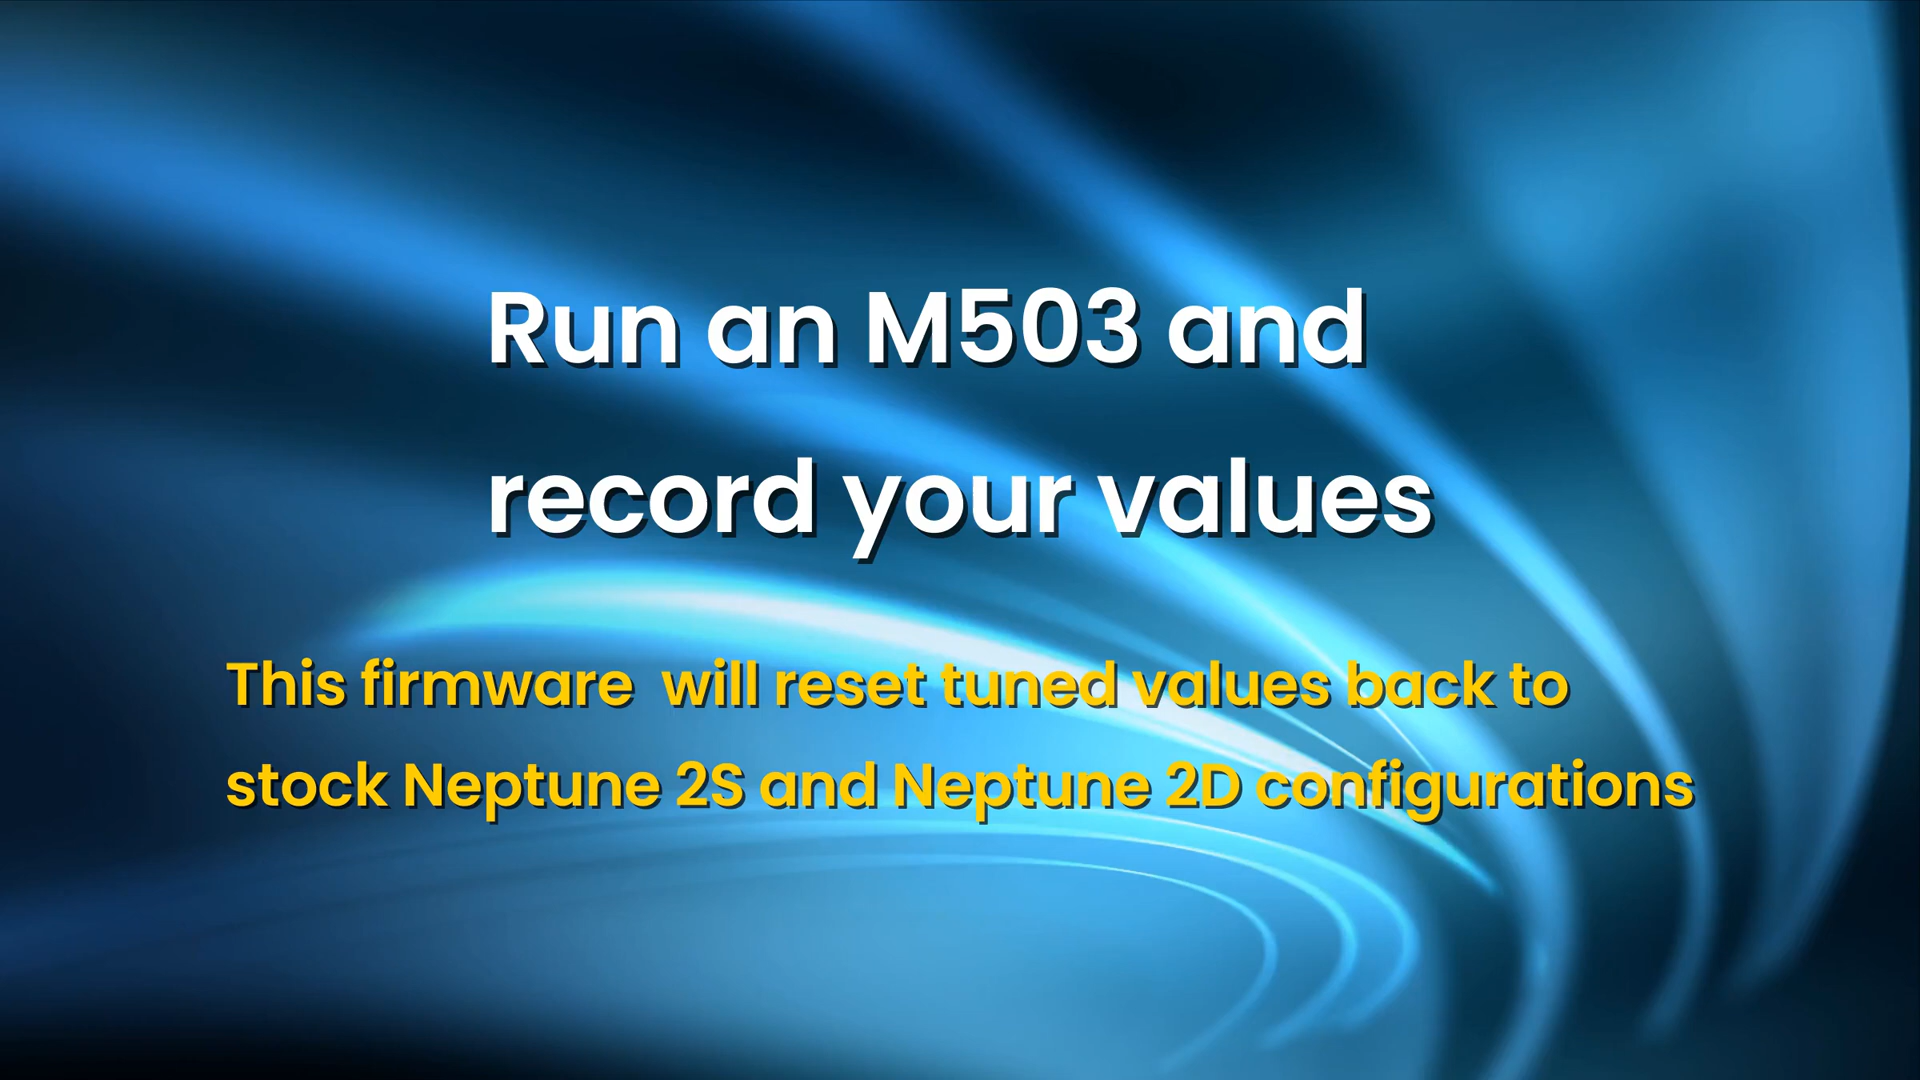 Run an M503 and
record your values
This firmware  will reset tuned values back to
stock Neptune 2S and Neptune 2D configurations